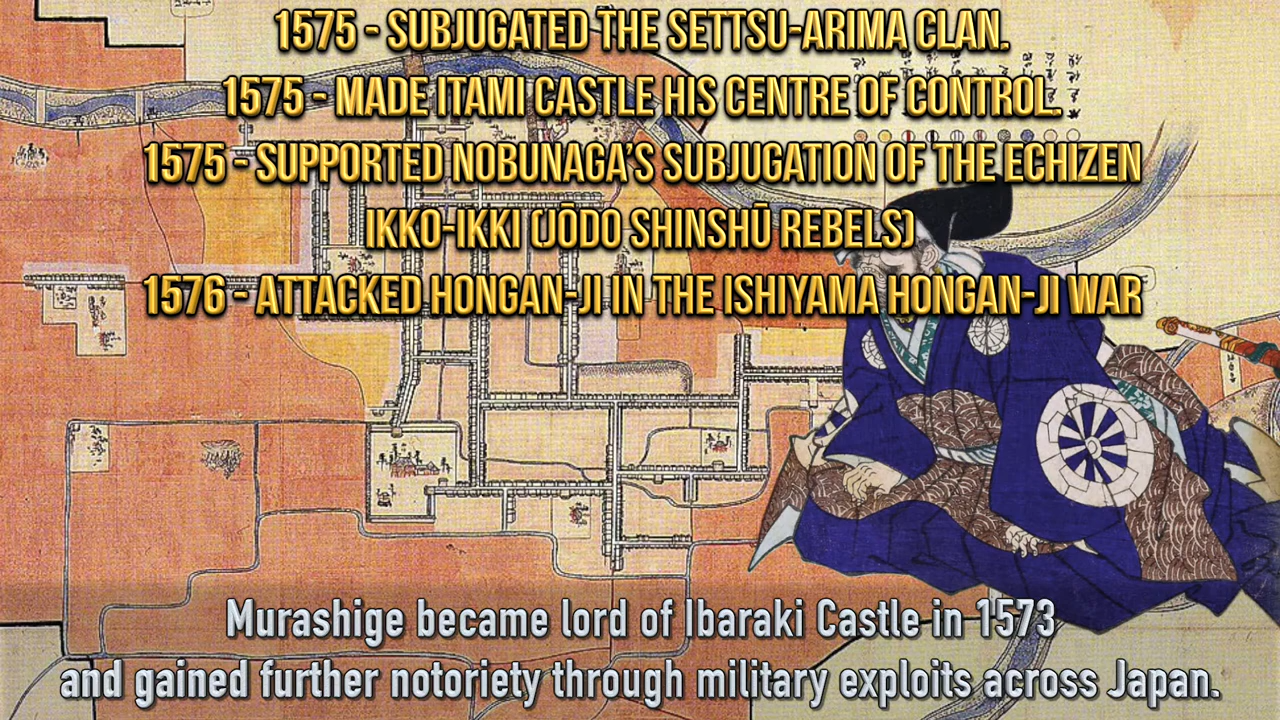 1575 - SUBJUGATED THE SETTSU-ARIMA CLAN.
1575 - MADE ITAMI CASTLE HIS CENTRE OF CONTROL.
1575 - SUPPORTED NOBUNAGA'S SUBJUGATION OF THE ECHIZEN
IKKO-IKKI (JŌDO SHINSHŪ REBELS)
1576 - ATTACKED HONGAN-JI IN THE ISHIYAMA HONGAN-JI WAR
Murashige became lord of Ibaraki Castle in 1573
and gained further notoriety through military exploits across Japan.